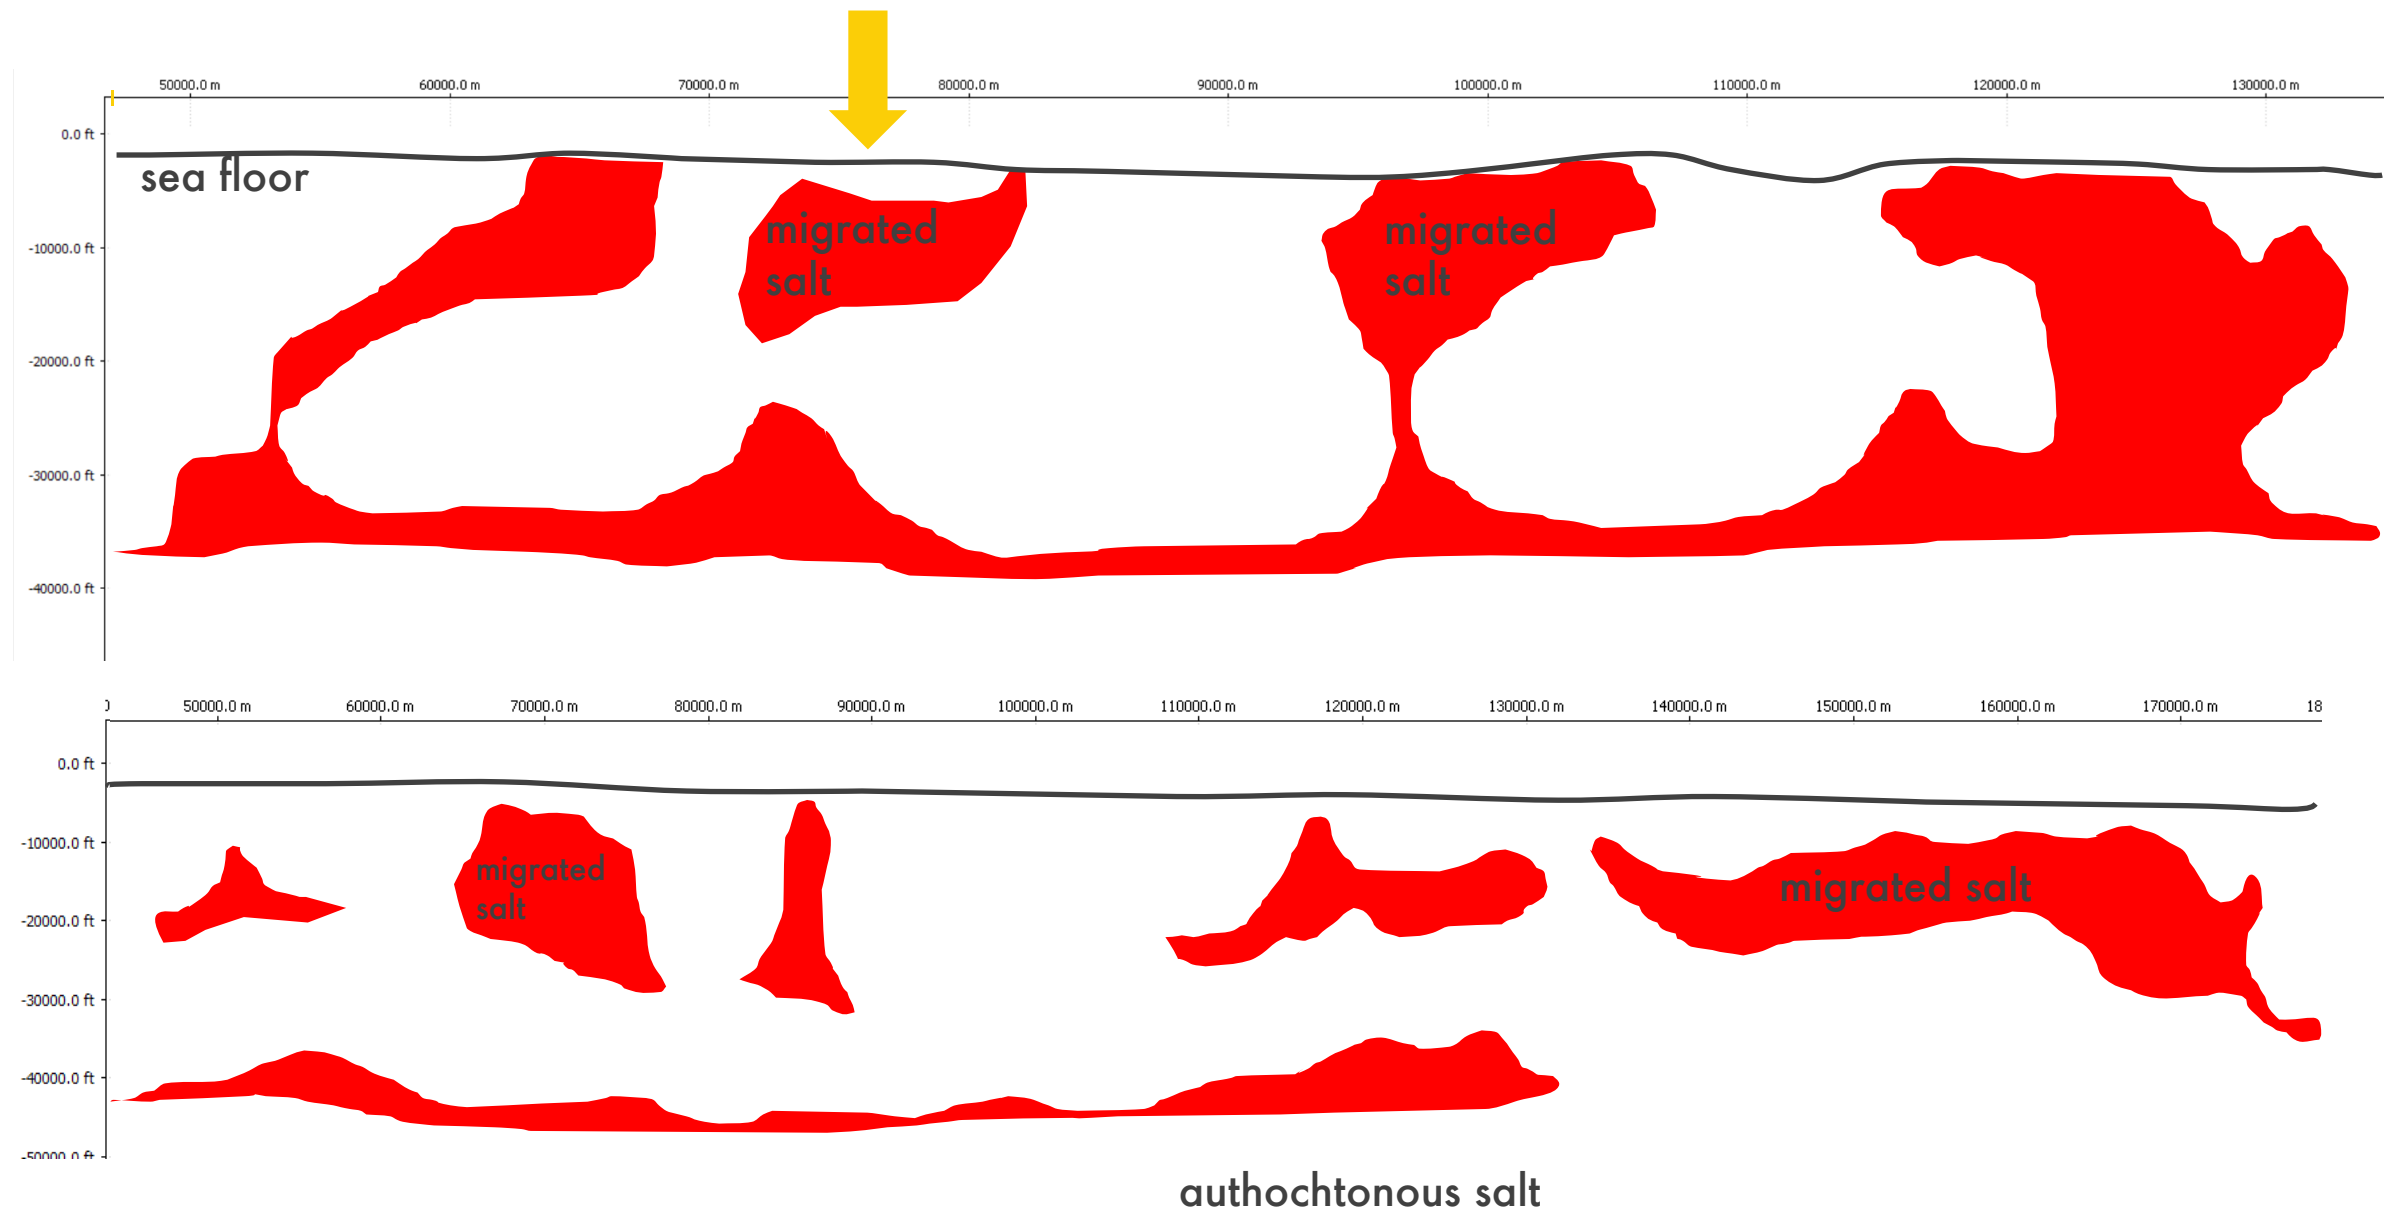 50000.0 m 60000.0 m 70000.0 m 80000.0 m 90000.0 m 100000.0 m 110000.0 m 120000.0 m 130000.0 m
0.0 ft
sea floor
migrated migrated
-10000.0 ft
salt salt
-20000.0 ft
-30000.0 ft
-40000.0 ft
0 50000.0 m 60000.0 m 70000.0 m 80000.0 m 90000.0 m 100000.0 m 110000.0 m 120000.0 m 130000.0 m 140000.0 m 150000.0 m 160000.0 m 170000.0 m 18
0.0 ft
-10000.0 ft
migrated
migrated salt
salt
-20000.0 ft
-30000.0 ft
-40000.0 ft
-50000.0 ft
authochtonous salt